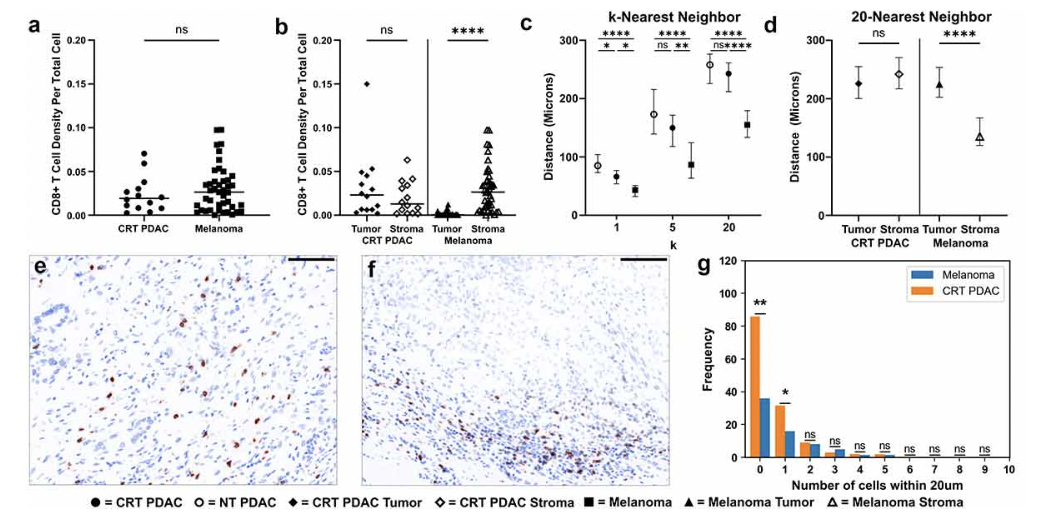 a
ns
CD8+ T Cell Density Per Total Cell
0.20
0.15
0.10
0.05
0.00
CRT PDAC
Melanoma
b
ns
****
CD8+ T Cell Density Per Total Cell
0.20
0.15
0.10
0.05
0.00
Tumor Stroma
CRT PDAC
Tumor Stroma
Melanoma
c
k-Nearest Neighbor
**** **** ****
* * ns ** ns ****
Distance (Microns)
300
200
100
0
1 5 20
k
d
20-Nearest Neighbor
ns
****
Distance (Microns)
300
200
100
0
Tumor Stroma
CRT PDAC
Tumor Stroma
Melanoma
e
f
g
Melanoma
CRT PDAC
Frequency
120
100
80
60
40
20
0
**
*
ns ns ns ns ns ns ns ns
0 1 2 3 4 5 6 7 8 9 10
Number of cells within 20um
= CRT PDAC = NT PDAC = CRT PDAC Tumor = CRT PDAC Stroma = Melanoma = Melanoma Tumor = Melanoma Stroma